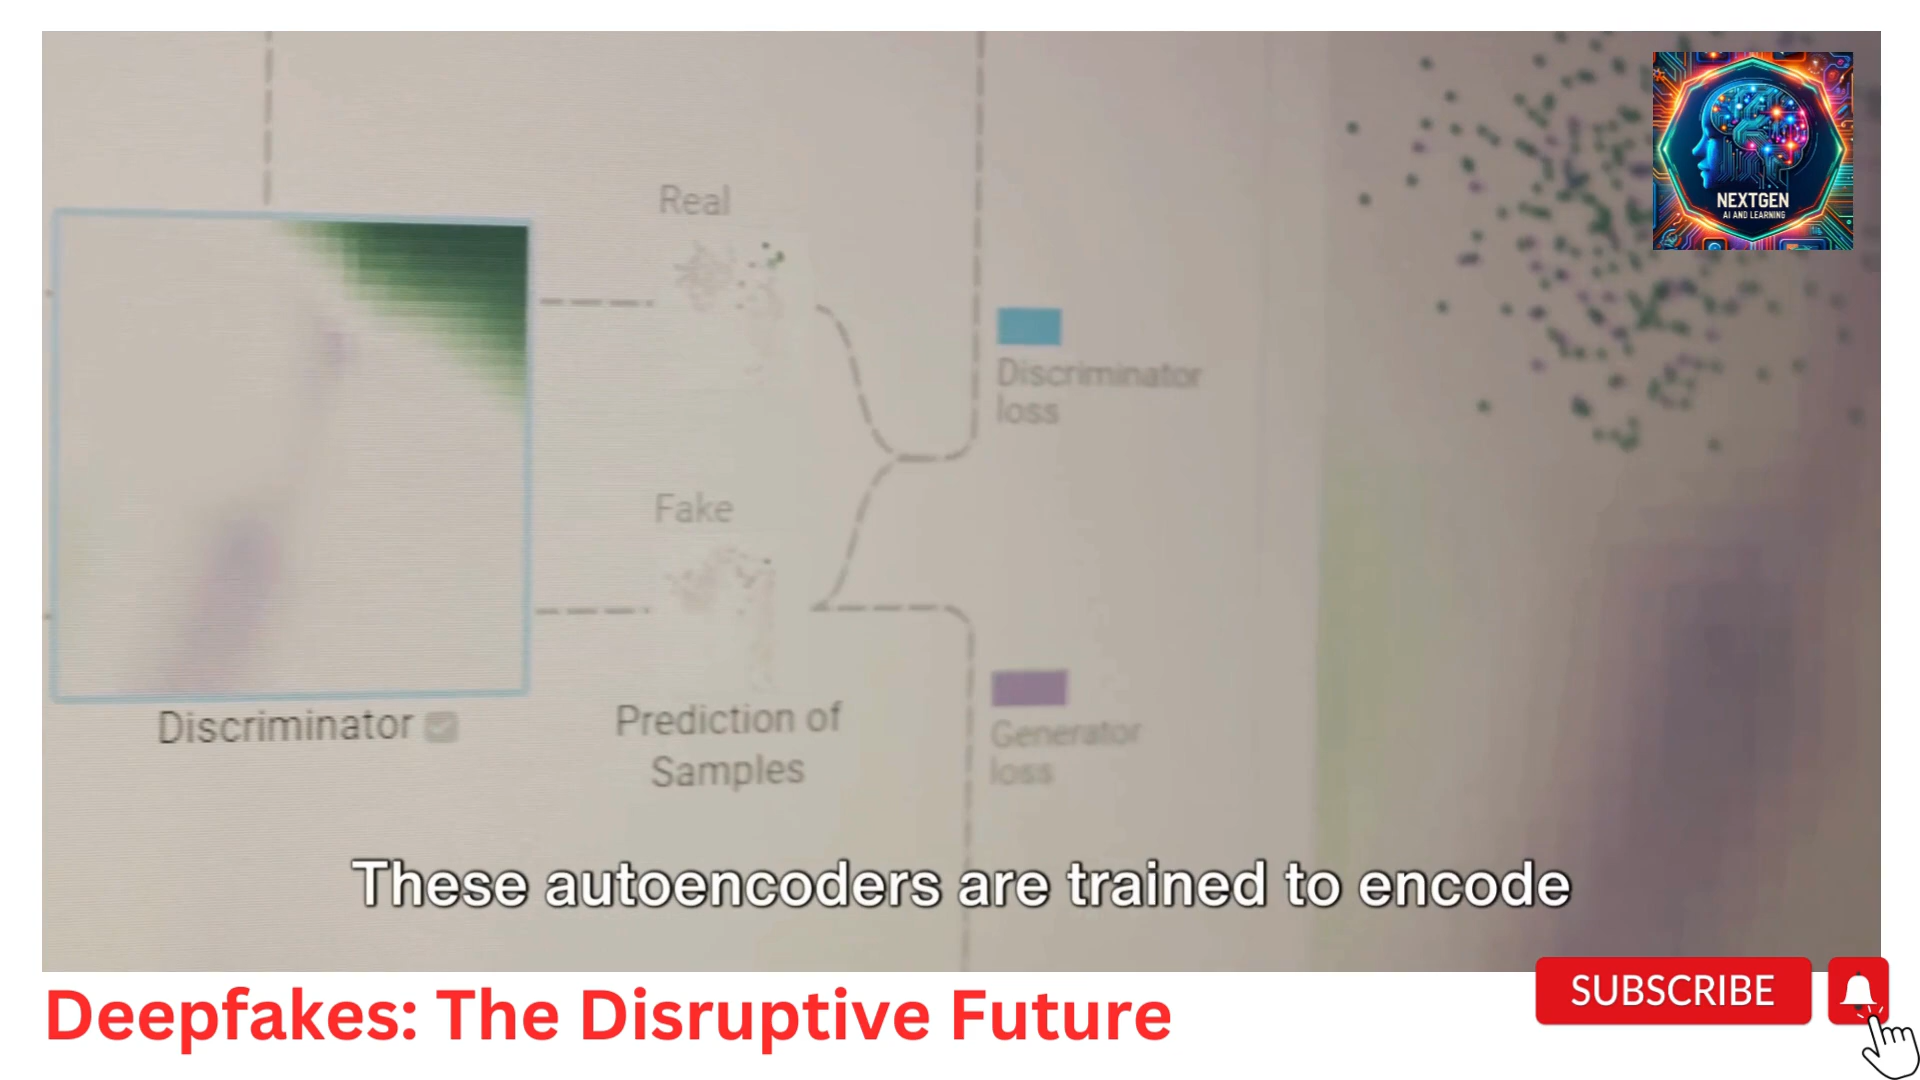 NEXTGEN
AI AND LEARNING
Real
Discriminator
loss
Fake
Discriminator
Prediction of
Samples
Generator
loss
These autoencoders are trained to encode
Deepfakes: The Disruptive Future
SUBSCRIBE